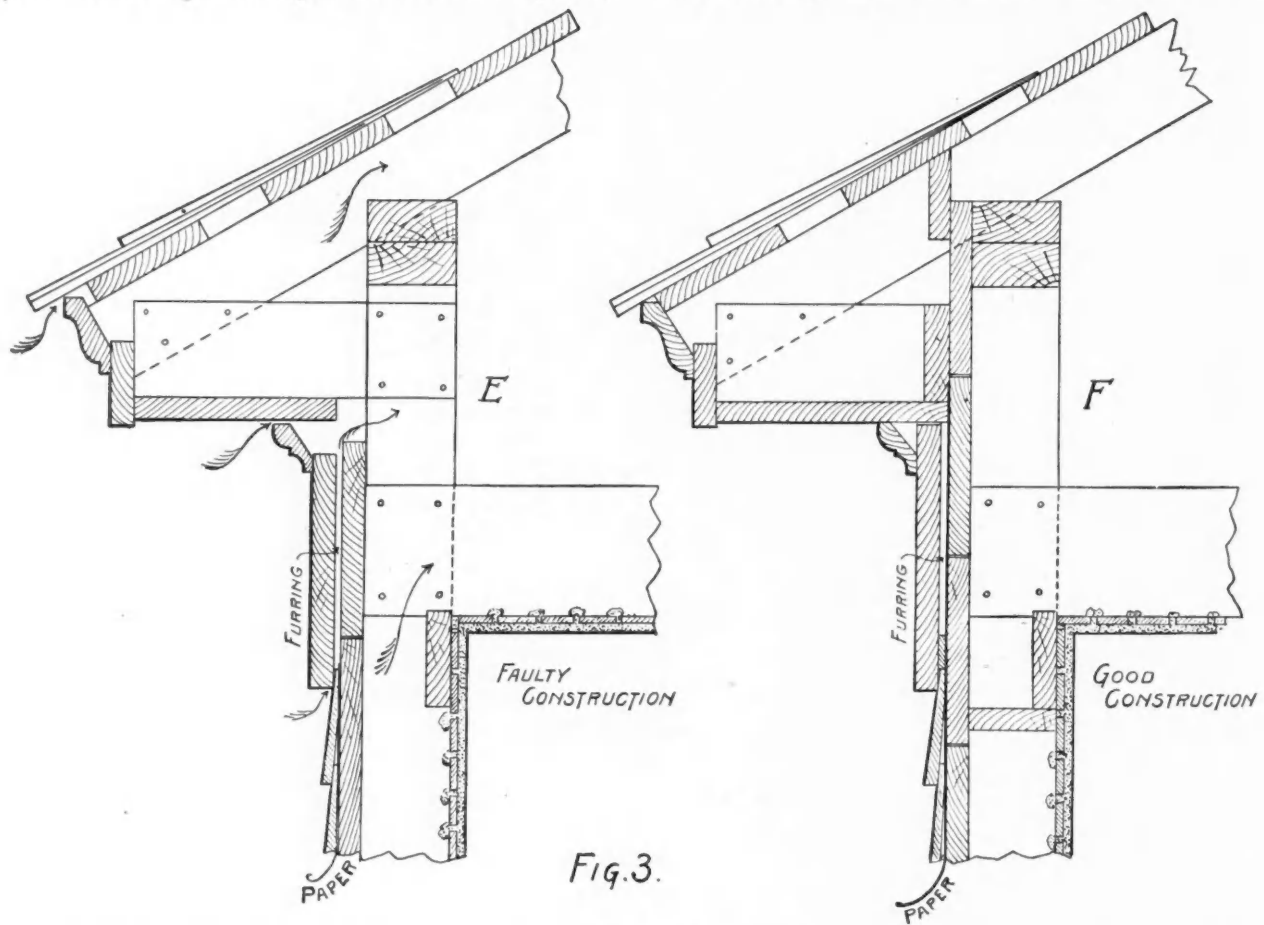 E
FURRING
FAULTY
CONSTRUCTION
PAPER
F
FURRING
GOOD
CONSTRUCTION
PAPER
FIG.3.